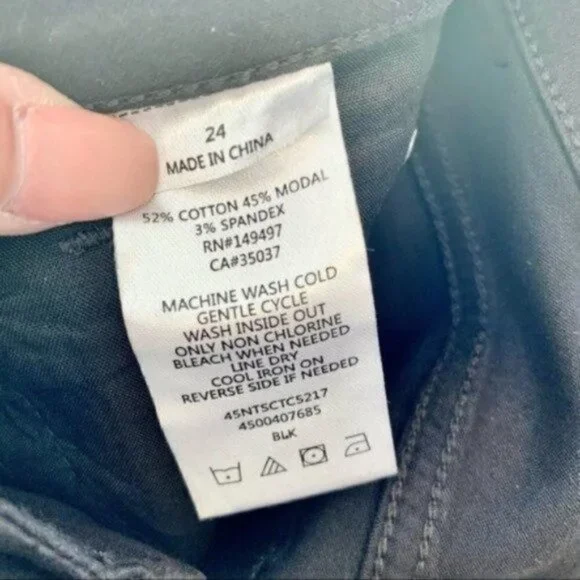 24
MADE IN CHINA
52% COTTON 45% MODAL
3% SPANDEX
RN#149497
CA#35037
MACHINE WASH COLD
GENTLE CYCLE
WASH INSIDE OUT
ONLY NON CHLORINE
BLEACH WHEN NEEDED
LINE DRY
COOL IRON ON
REVERSE SIDE IF NEEDED
45NTSCTC5217
4500407685
BLK